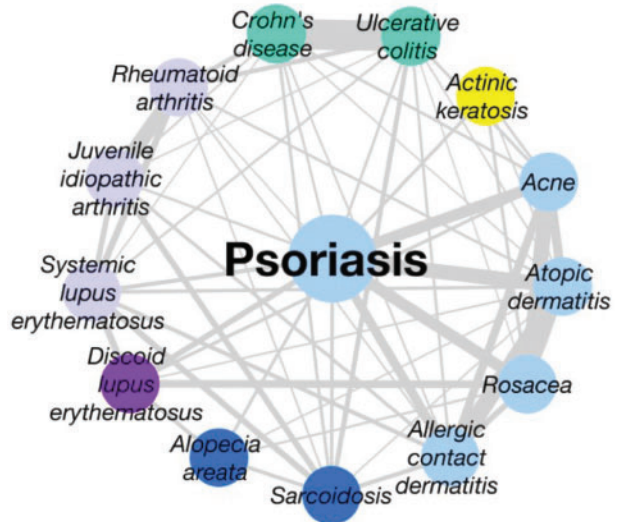 Crohn's
disease
Ulcerative
colitis
Actinic
keratosis
Rheumatoid
arthritis
Juvenile
idiopathic
arthritis
Acne
Psoriasis
Systemic
lupus
erythematosus
Atopic
dermatitis
Discoid
lupus
erythematosus
Rosacea
Alopecia
areata
Allergic
contact
dermatitis
Sarcoidosis